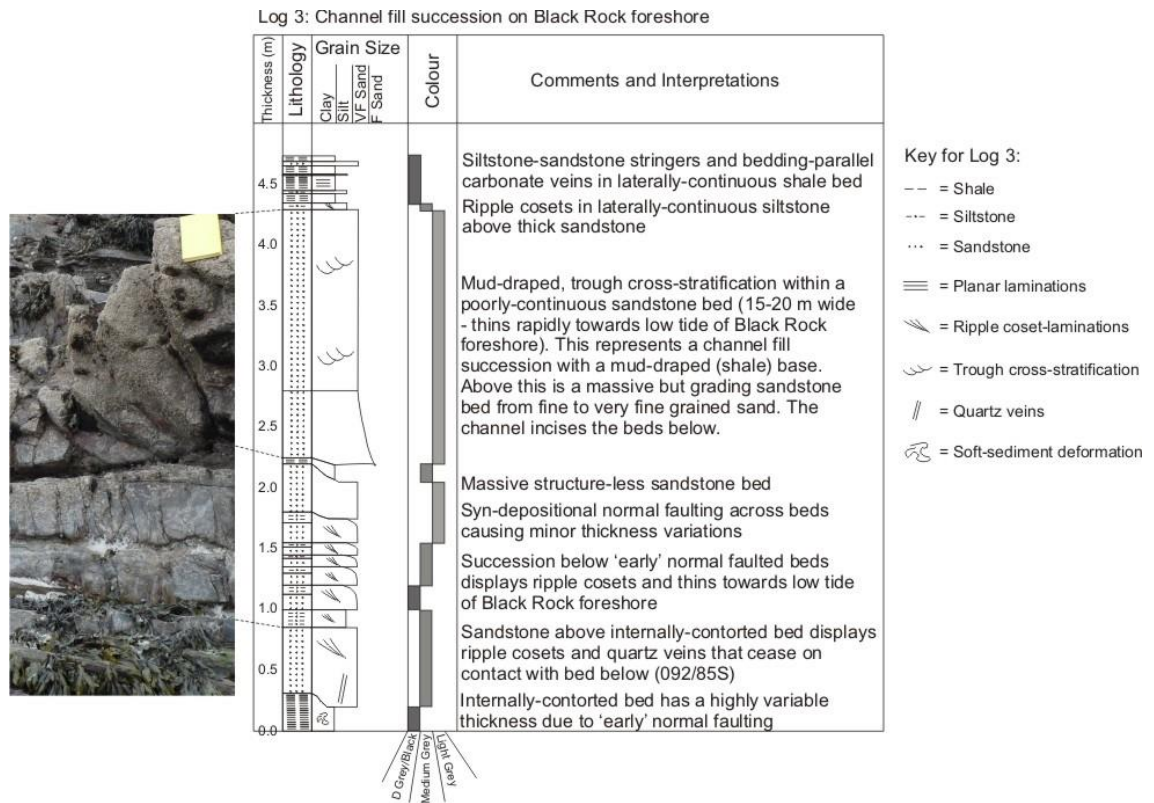 Log 3: Channel fill succession on Black Rock foreshore
Thickness (m)
Lithology
Grain Size
Clay
Silt
VF Sand
F Sand
Colour
Comments and Interpretations
4.5
4.0
3.5
3.0
2.5
2.0
1.5
1.0
0.5
0.0
Siltstone-sandstone stringers and bedding-parallel
carbonate veins in laterally-continuous shale bed
Ripple cosets in laterally-continuous siltstone
above thick sandstone
Mud-draped, trough cross-stratification within a
poorly-continuous sandstone bed (15-20 m wide
- thins rapidly towards low tide of Black Rock
foreshore). This represents a channel fill
succession with a mud-draped (shale) base.
Above this is a massive but grading sandstone
bed from fine to very fine grained sand. The
channel incises the beds below.
Massive structure-less sandstone bed
Syn-depositional normal faulting across beds
causing minor thickness variations
Succession below ‘early’ normal faulted beds
displays ripple cosets and thins towards low tide
of Black Rock foreshore
Sandstone above internally-contorted bed displays
ripple cosets and quartz veins that cease on
contact with bed below (092/85S)
Internally-contorted bed has a highly variable
thickness due to ‘early’ normal faulting
D Grey/Black
Medium Grey
Light Grey
Key for Log 3:
= Shale
= Siltstone
= Sandstone
= Planar laminations
= Ripple coset-laminations
= Trough cross-stratification
= Quartz veins
= Soft-sediment deformation